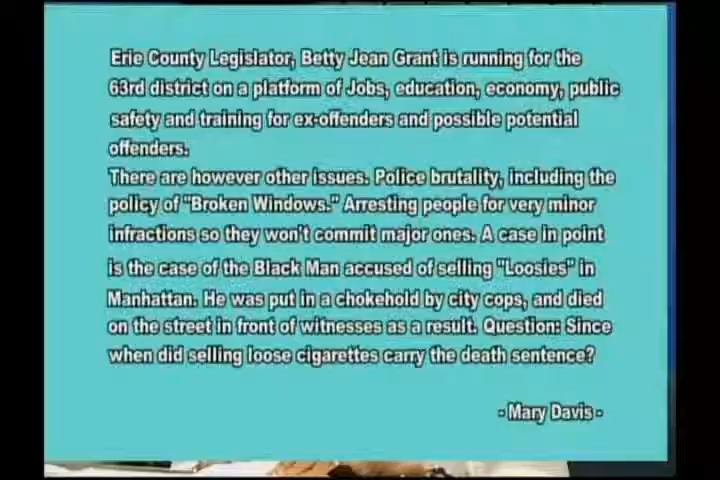 Erie County Legislator, Betty Jean Grant is running for the
63rd district on a platform of Jobs, education, economy, public
safety and training for ex-offenders and possible potential
offenders.
There are however other issues. Police brutality, including the
policy of "Broken Windows." Arresting people for very minor
infractions so they won't commit major ones. A case in point
is the case of the Black Man accused of selling "Loosies" in
Manhattan. He was put in a chokehold by city cops, and died
on the street in front of witnesses as a result. Question: Since
when did selling loose cigarettes carry the death sentence?
- Mary Davis -